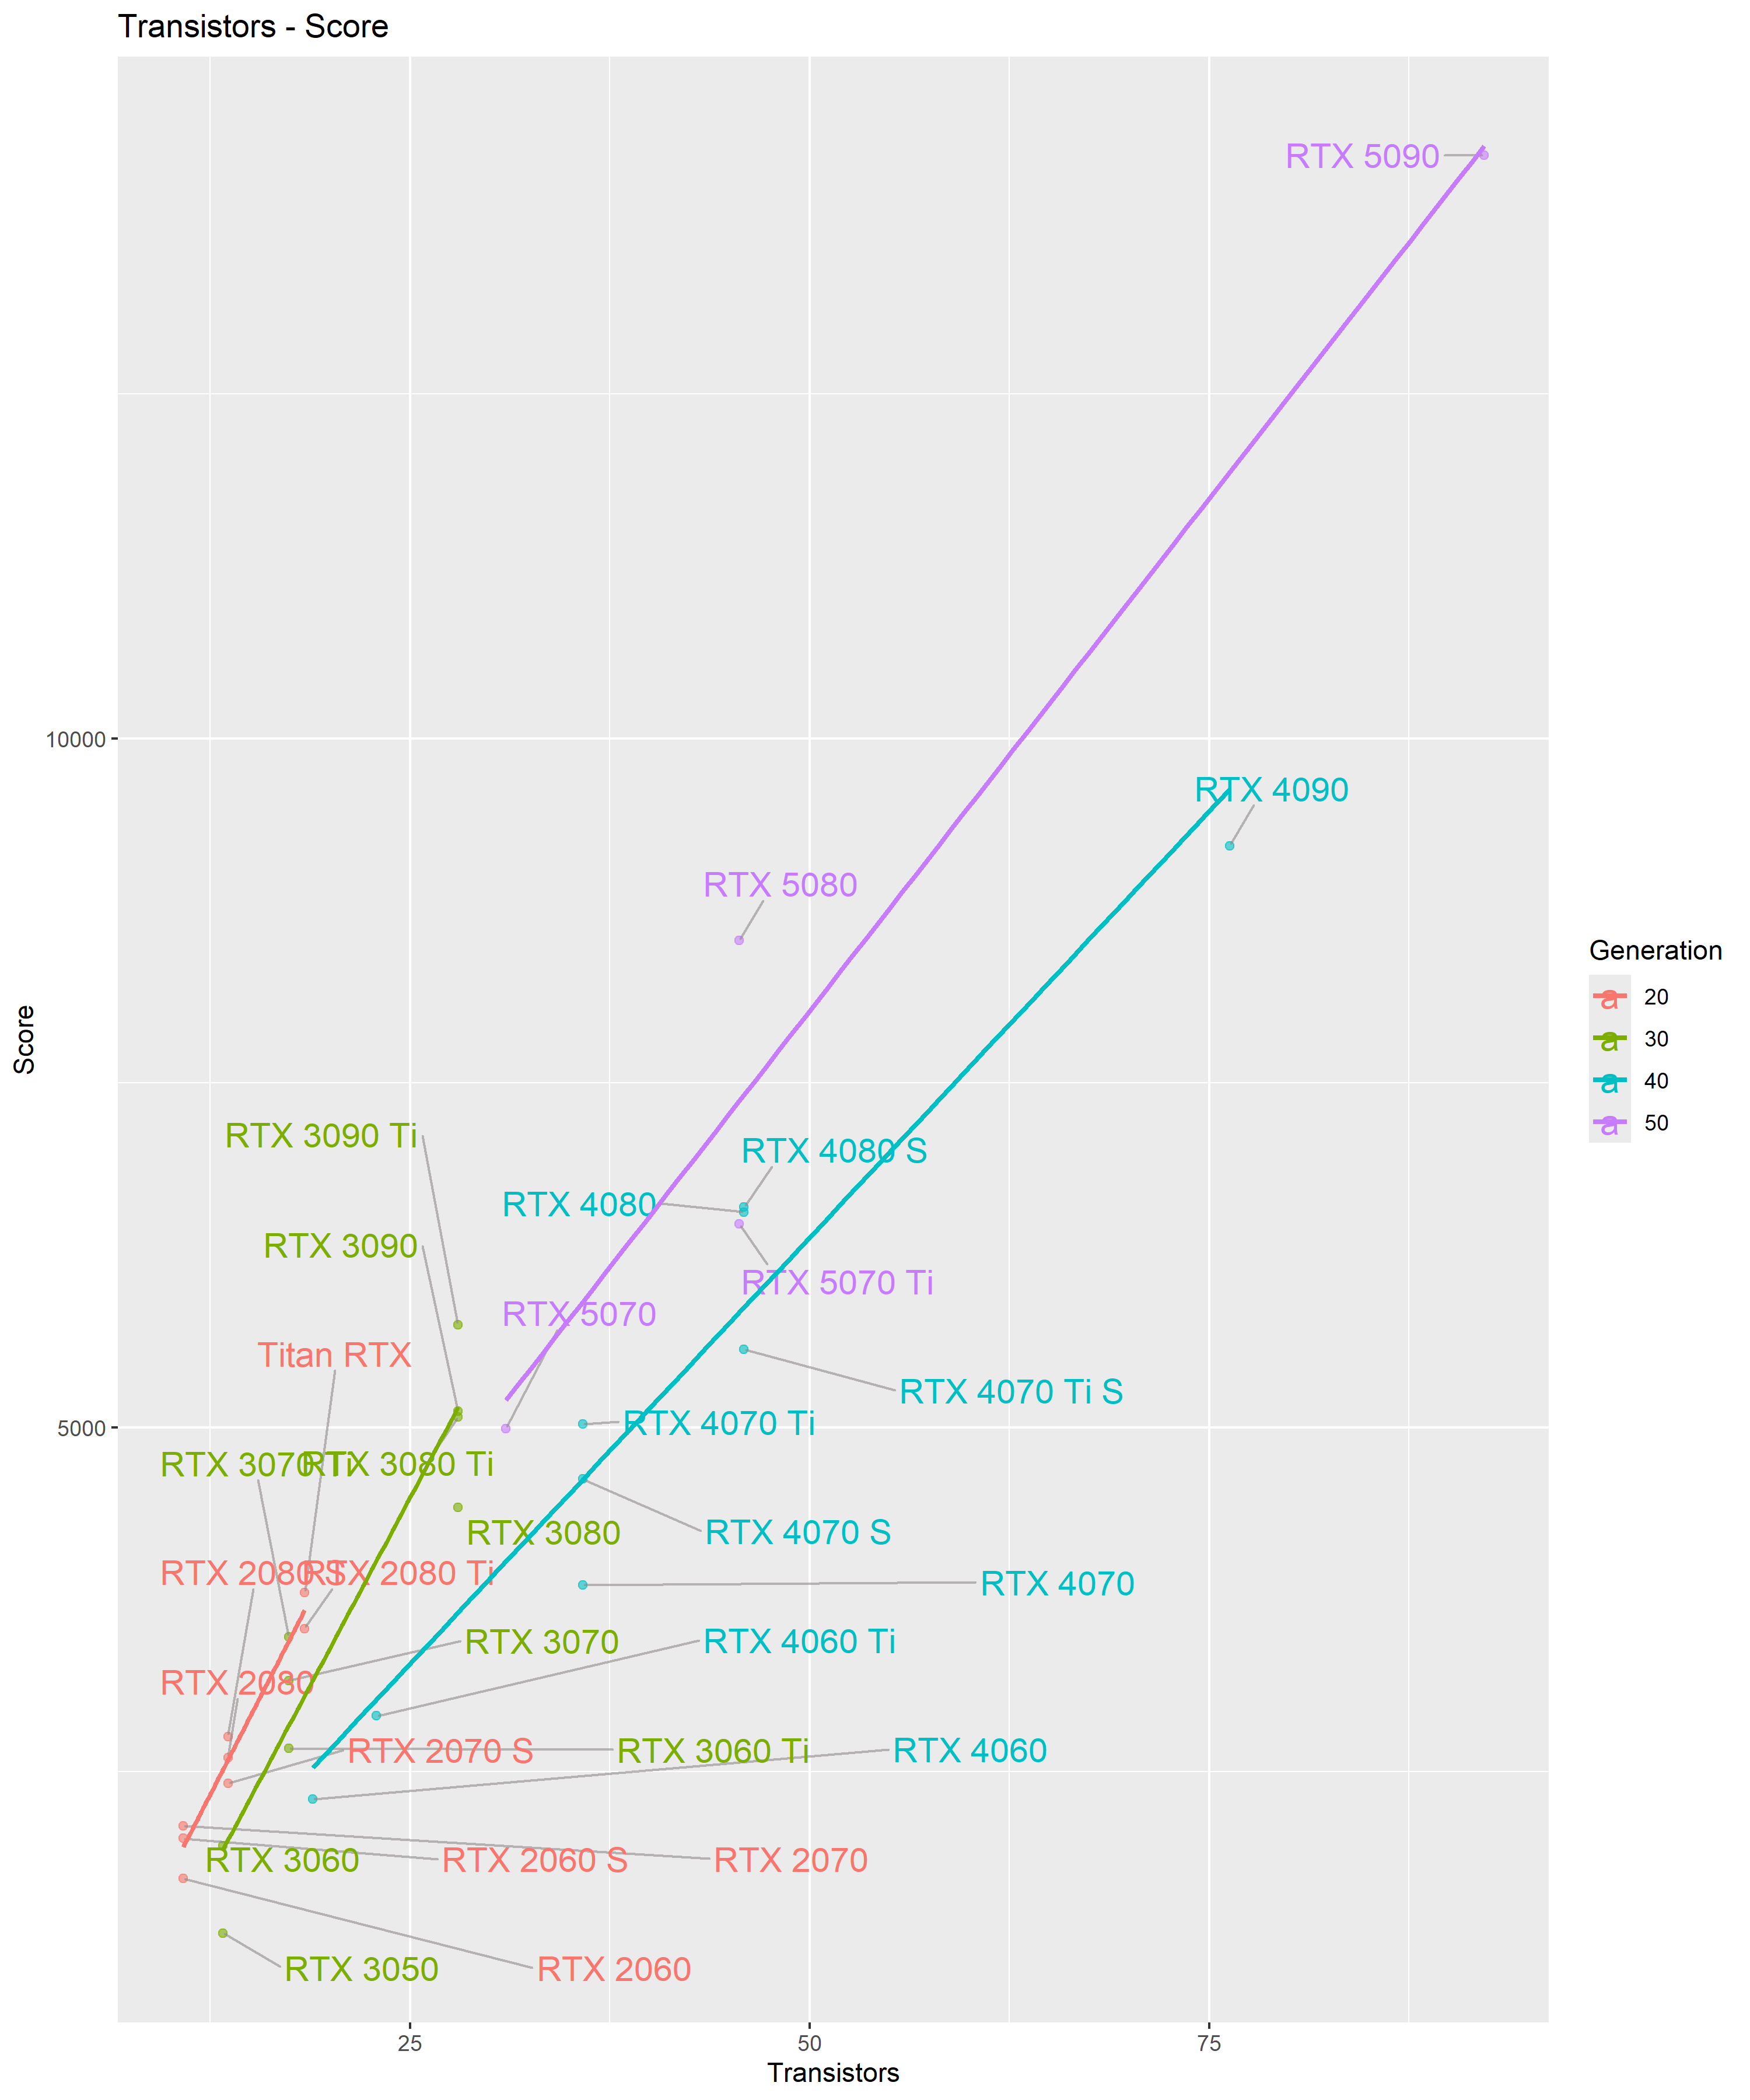 Transistors - Score
RTX 5090
10000
RTX 4090
RTX 5080
Generation
a 20
a 30
a 40
a 50
Score
RTX 3090 Ti
RTX 4080 S
RTX 4080
RTX 3090
RTX 5070 Ti
RTX 5070
Titan RTX
RTX 4070 Ti S
5000
RTX 4070 Ti
RTX 3070 Ti
RTX 3080 Ti
RTX 3080
RTX 4070 S
RTX 2080 S
RTX 2080 Ti
RTX 4070
RTX 3070
RTX 4060 Ti
RTX 2080
RTX 2070 S
RTX 3060 Ti
RTX 4060
RTX 3060
RTX 2060 S
RTX 2070
RTX 3050
RTX 2060
25
50
75
Transistors